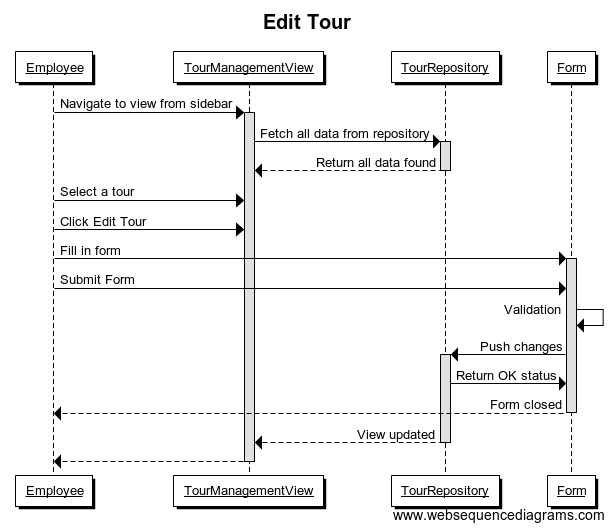 Edit Tour
Employee
TourManagementView
TourRepository
Form
Navigate to view from sidebar
Fetch all data from repository
Return all data found
Select a tour
Click Edit Tour
Fill in form
Submit Form
Validation
Push changes
Return OK status
Form closed
View updated
Employee
TourManagementView
TourRepository
Form
www.websequencediagrams.com